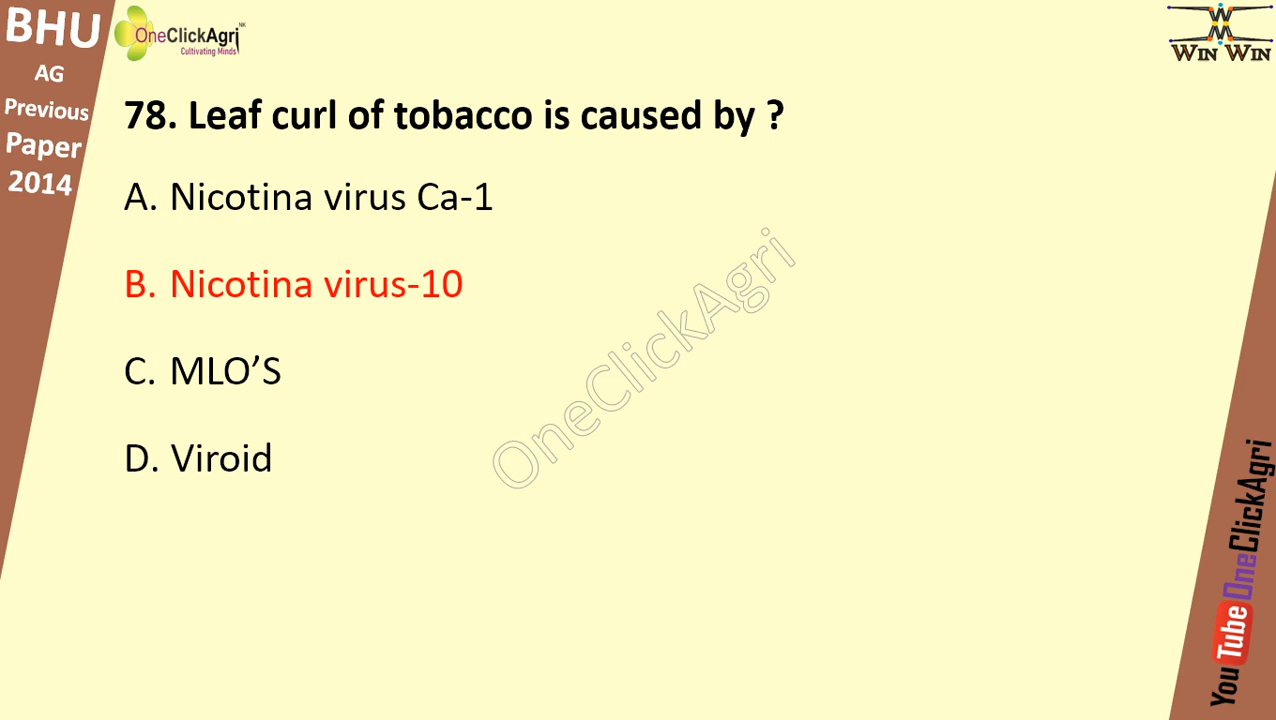 BHU
AG
Previous
Paper
2014
OneClickAgri NK
Cultivating Minds
WIN WIN
78. Leaf curl of tobacco is caused by ?
A. Nicotina virus Ca-1
B. Nicotina virus-10
C. MLO’S
D. Viroid
OneClickAgri
YouTube OneClickAgri